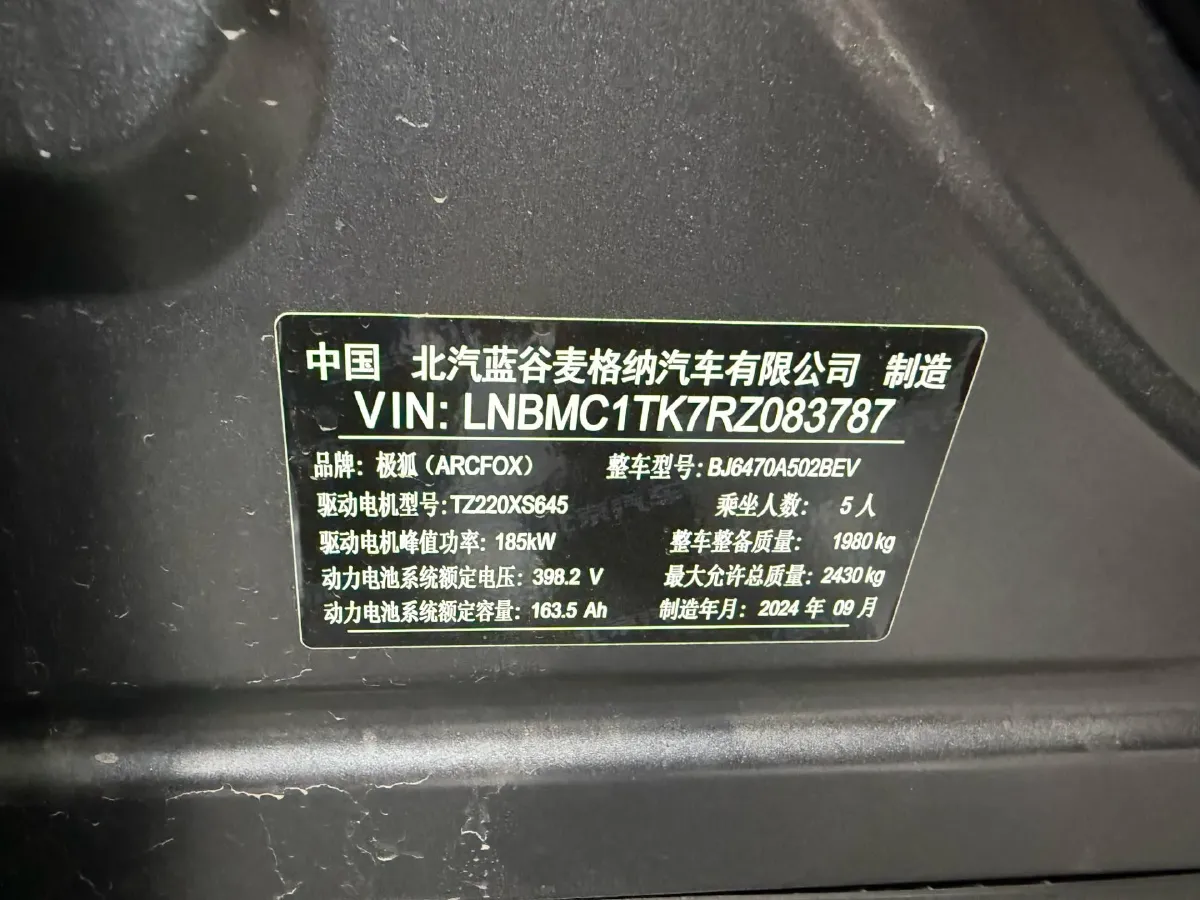 中国 北汽蓝谷麦格纳汽车有限公司 制造
VIN: LNBMC1TK7RZ083787
品牌: 极狐（ARCFOX） 整车型号: BJ6470A502BEV
驱动电机型号: TZ220XS645 乘坐人数: 5 人
驱动电机峰值功率: 185kW 整车整备质量: 1980 kg
动力电池系统额定电压: 398.2 V 最大允许总质量: 2430 kg
动力电池系统额定容量: 163.5 Ah 制造年月: 2024 年 09 月